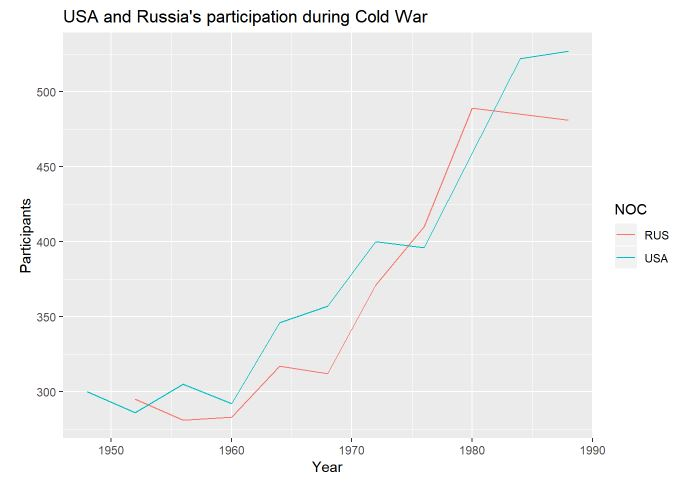 USA and Russia's participation during Cold War
500
450
400
350
300
Participants
1950 1960 1970 1980 1990
Year
NOC
RUS
USA